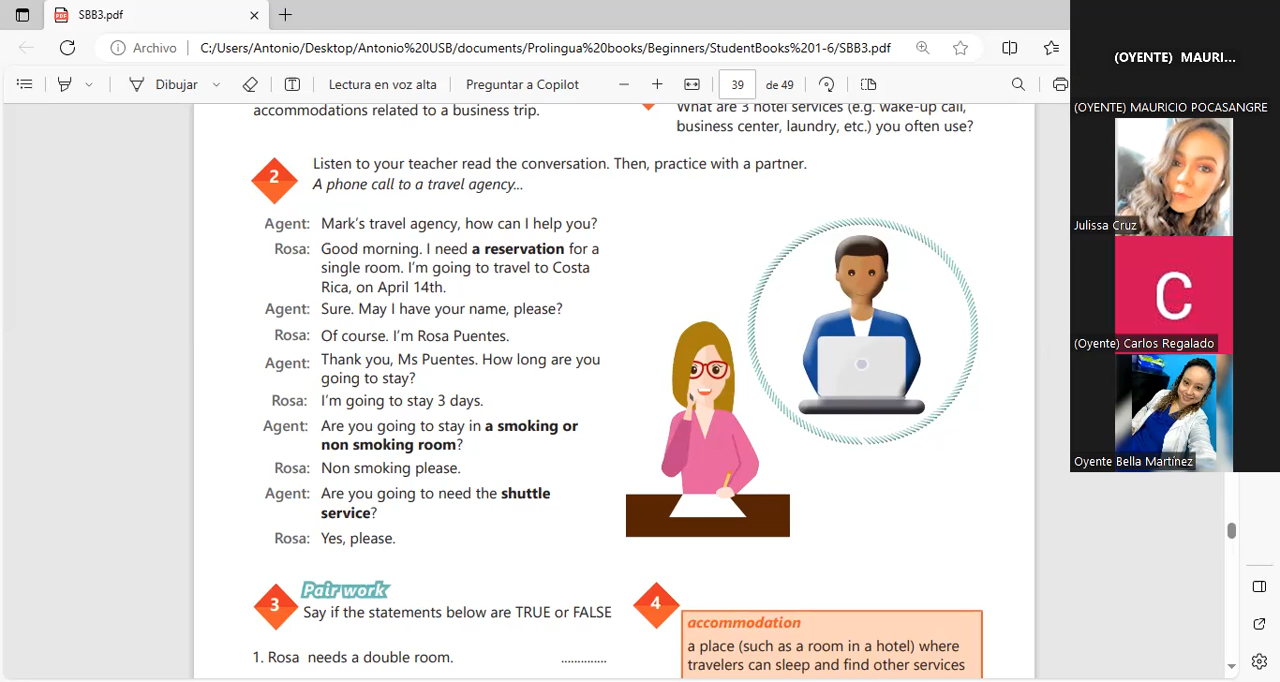 SBB3.pdf
Archivo
C:/Users/Antonio/Desktop/Antonio%20USB/documents/Prolingua%20books/Beginners/StudentBooks%201-6/SBB3.pdf
Dibujar
Lectura en voz alta
Preguntar a Copilot
39
de 49
accommodations related to a business trip.
What are 3 hotel services (e.g. wake-up call,
business center, laundry, etc.) you often use?
2
Listen to your teacher read the conversation. Then, practice with a partner.
A phone call to a travel agency...
Agent: Mark's travel agency, how can I help you?
Rosa: Good morning. I need a reservation for a
single room. I'm going to travel to Costa
Rica, on April 14th.
Agent: Sure. May I have your name, please?
Rosa: Of course. I'm Rosa Puentes.
Agent: Thank you, Ms Puentes. How long are you
going to stay?
Rosa: I'm going to stay 3 days.
Agent: Are you going to stay in a smoking or
non smoking room?
Rosa: Non smoking please.
Agent: Are you going to need the shuttle
service?
Rosa: Yes, please.
3
Pair work
Say if the statements below are TRUE or FALSE
1. Rosa needs a double room. ..............
4
accommodation
a place (such as a room in a hotel) where
travelers can sleep and find other services
(OYENTE) MAURI...
(OYENTE) MAURICIO POCASANGRE
Julissa Cruz
C
(Oyente) Carlos Regalado
Oyente Bella Martínez